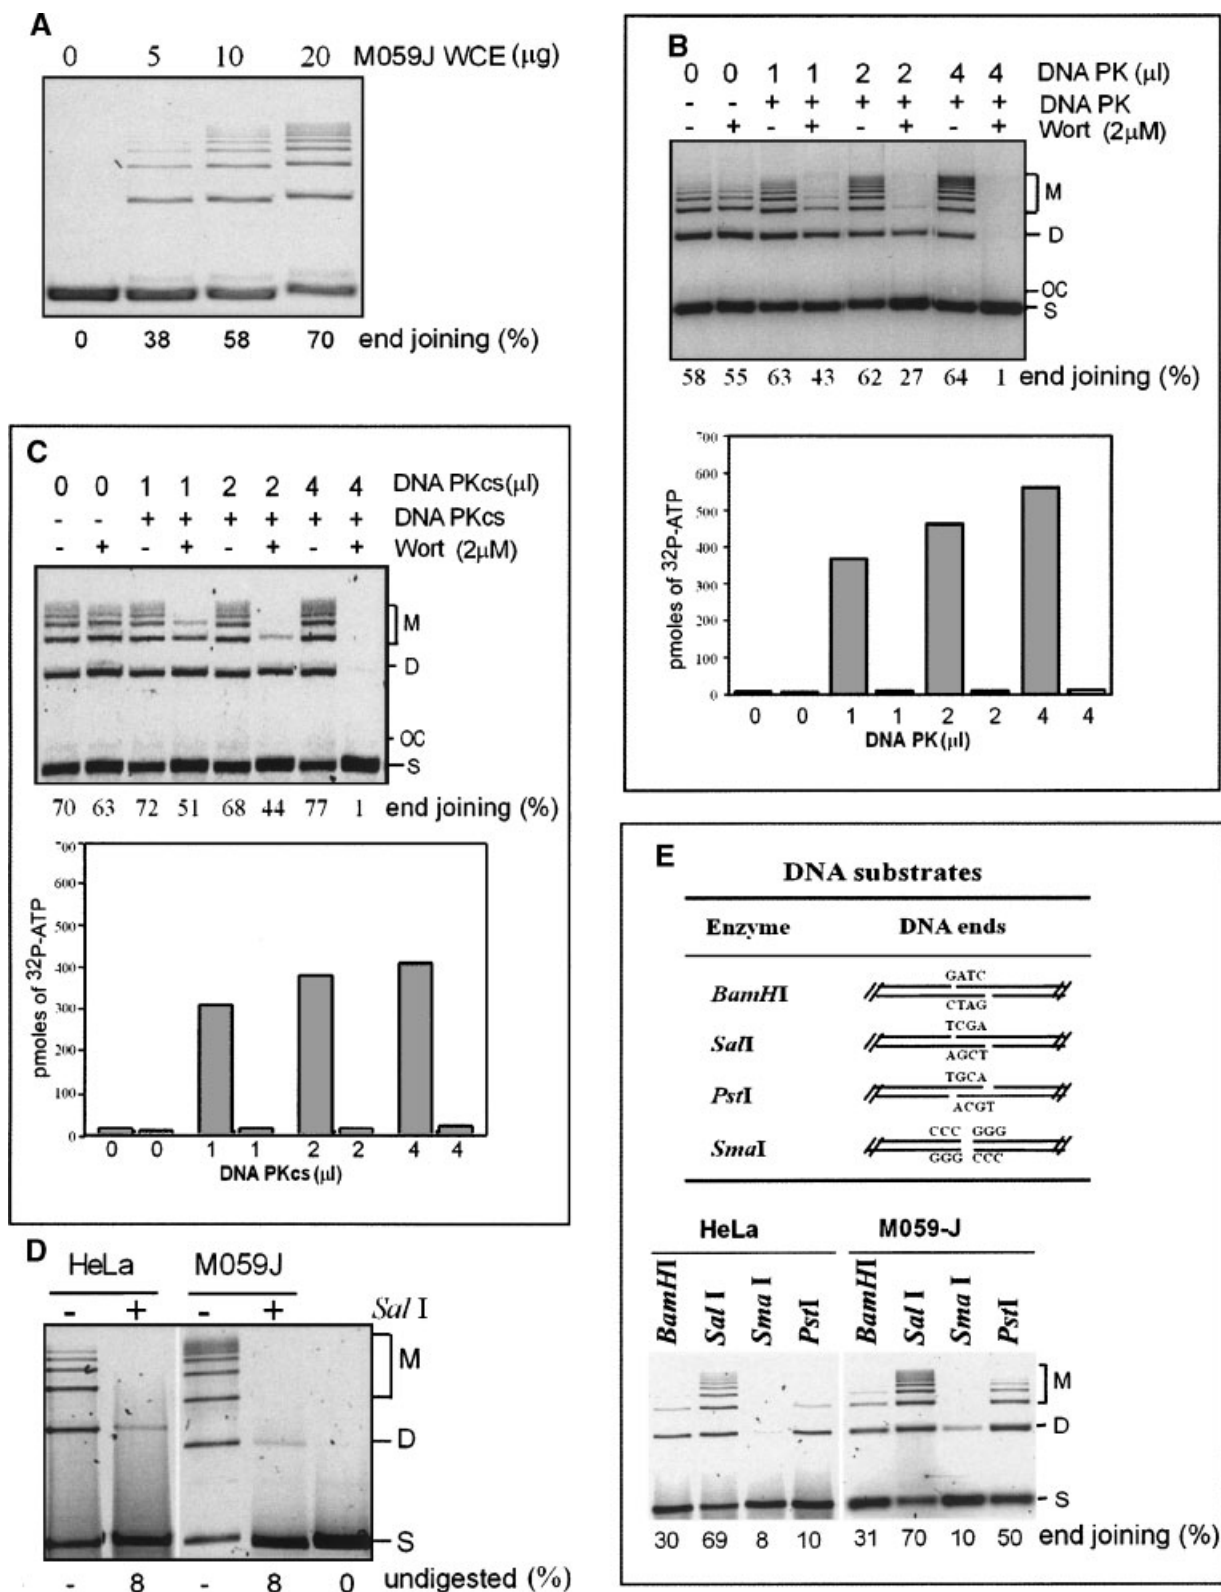 A
0 5 10 20 M059J WCE (μg)
0 38 58 70 end joining (%)
B
0 0 1 1 2 2 4 4 DNA PK (μl)
- - + + + + + + DNA PK
- + - + - + - + Wort (2μM)
M
D
OC
S
58 55 63 43 62 27 64 1 end joining (%)
700
600
500
400
300
200
100
0
pmoles of 32P-ATP
0 0 1 1 2 2 4 4
DNA PK (μl)
C
0 0 1 1 2 2 4 4 DNA PKcs(μl)
- - + + + + + + DNA PKcs
- + - + - + - + Wort (2μM)
M
D
OC
S
70 63 72 51 68 44 77 1 end joining (%)
700
600
500
400
300
200
100
0
pmoles of 32P-ATP
0 0 1 1 2 2 4 4
DNA PKcs (μl)
D
HeLa M059J
- + - + Sal I
M
D
S
- 8 - 8 0 undigested (%)
E
DNA substrates
Enzyme DNA ends
GATC
BamHI
CTAG
TCGA
SalI
AGCT
TGCA
PstI
ACGT
CCC GGG
SmaI
GGG CCC
HeLa M059-J
BamHI Sal I Sma I PstI BamHI Sal I Sma I PstI
M
D
S
30 69 8 10 31 70 10 50 end joining (%)